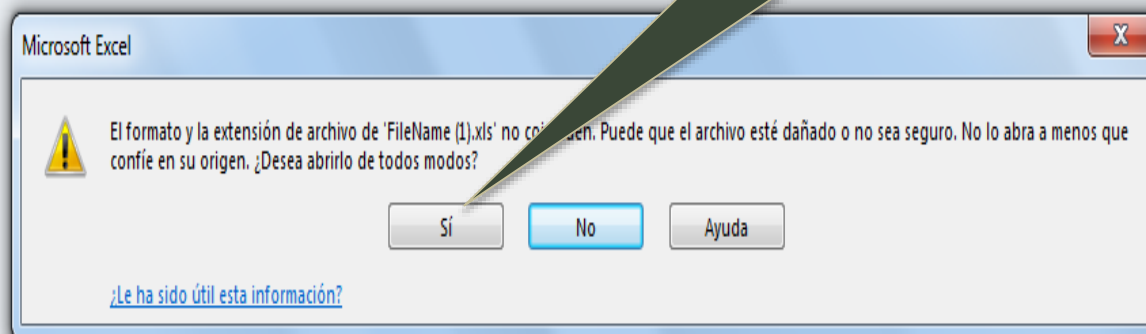 Microsoft Excel
El formato y la extensión de archivo de 'FileName (1).xls' no en. Puede que el archivo esté dañado o no sea seguro. No lo abra a menos que
confíe en su origen. ¿Desea abrirlo de todos modos?
Sí No Ayuda
¿Le ha sido útil esta información?